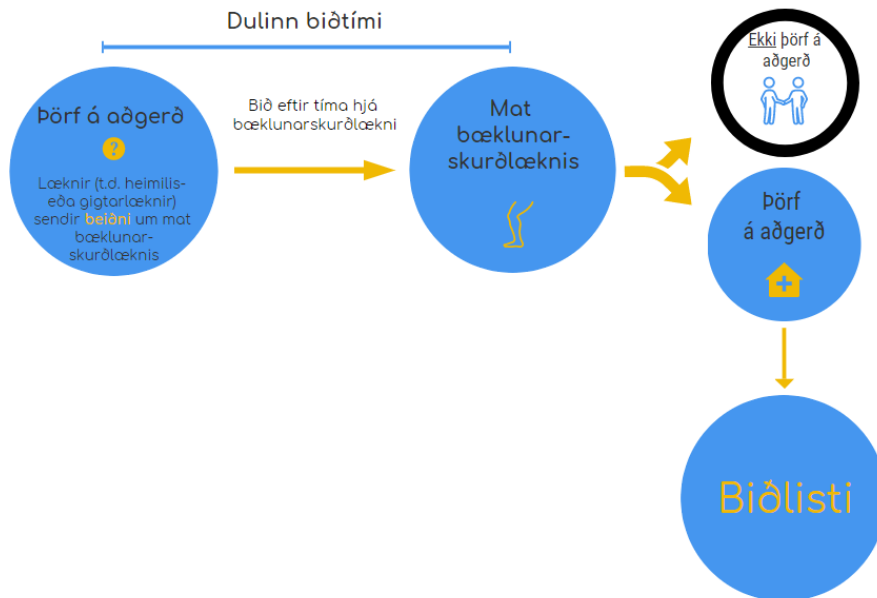 Dulinn biðtími
Þörf á aðgerð
?
Læknir (t.d. heimilis-
eða gigtarlæknir)
sendir beiðni um mat
bæklunar-
skurðlæknis
Bið eftir tíma hjá
bæklunarskurðlækni
Mat
bæklunar-
skurðlæknis
Ekki þörf á
aðgerð
Þörf
á aðgerð
Biðlisti